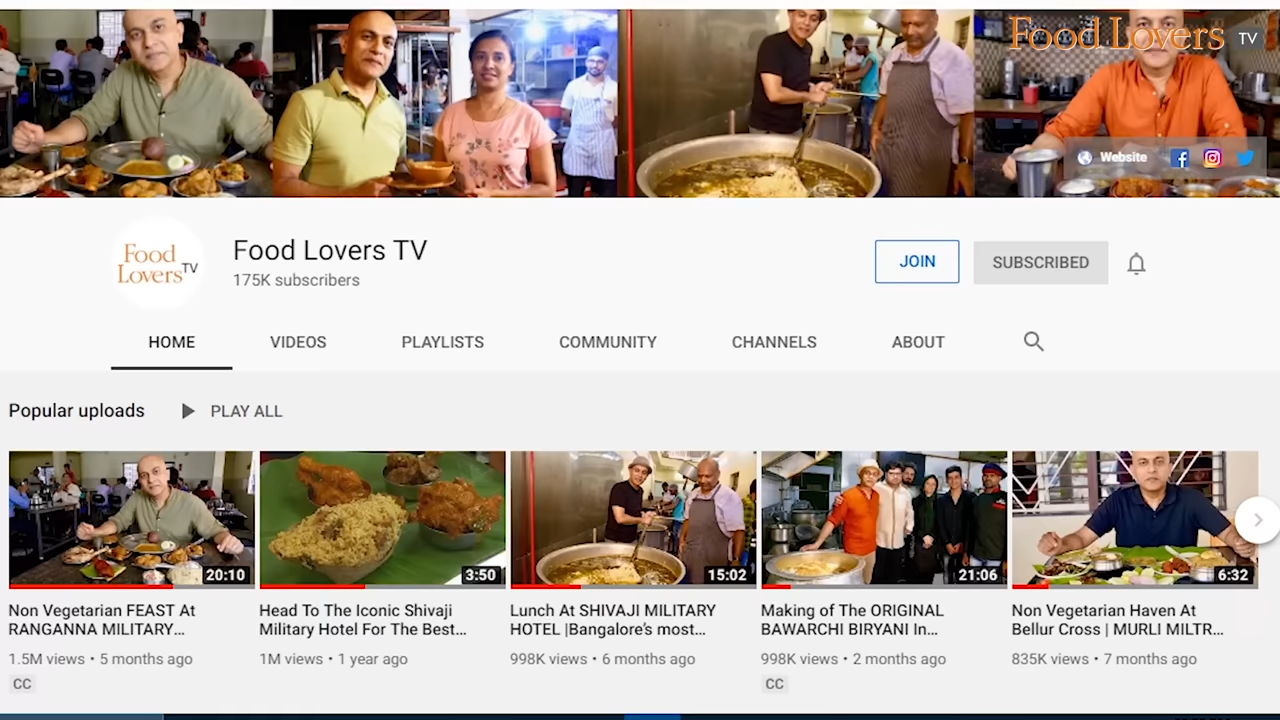 Food Lovers TV
Website
Food
Lovers TV
Food Lovers TV
175K subscribers
JOIN
SUBSCRIBED
HOME
VIDEOS
PLAYLISTS
COMMUNITY
CHANNELS
ABOUT
Popular uploads
PLAY ALL
20:10
3:50
15:02
21:06
6:32
Non Vegetarian FEAST At
RANGANNA MILITARY...
1.5M views • 5 months ago
CC
Head To The Iconic Shivaji
Military Hotel For The Best...
1M views • 1 year ago
Lunch At SHIVAJI MILITARY
HOTEL |Bangalore's most...
998K views • 6 months ago
Making of The ORIGINAL
BAWARCHI BIRYANI In...
998K views • 2 months ago
CC
Non Vegetarian Haven At
Bellur Cross | MURLI MILTR...
835K views • 7 months ago